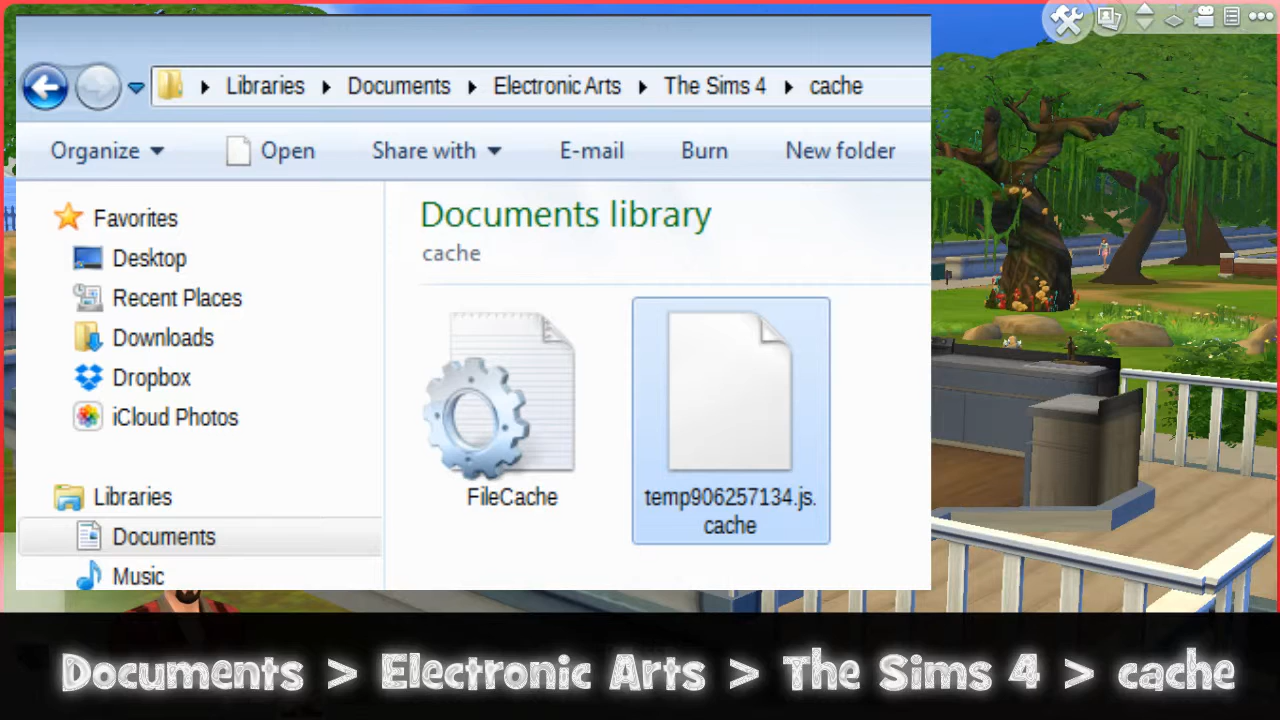 Libraries Documents Electronic Arts The Sims 4 cache
Organize Open Share with E-mail Burn New folder
Favorites
Desktop
Recent Places
Downloads
Dropbox
iCloud Photos
Libraries
Documents
Music
Documents library
cache
FileCache
temp906257134.js.
cache
Documents > Electronic Arts > The Sims 4 > cache